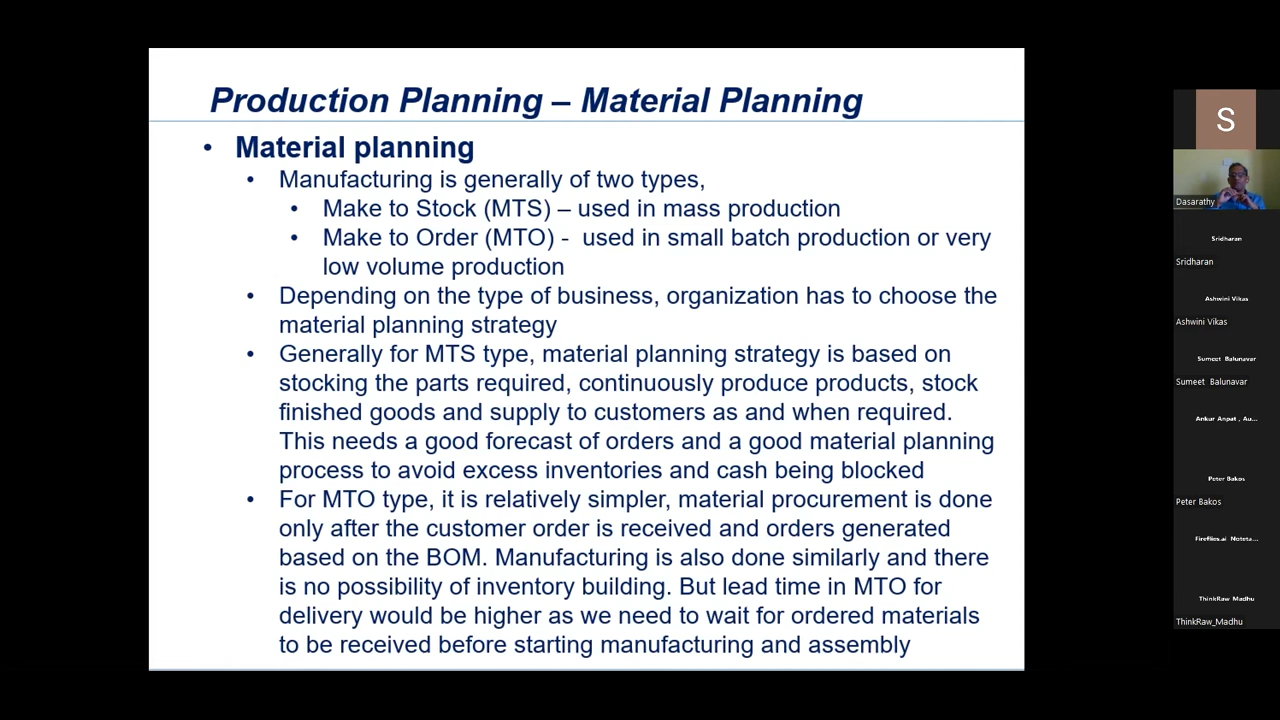 Production Planning – Material Planning
• Material planning
• Manufacturing is generally of two types,
• Make to Stock (MTS) – used in mass production
• Make to Order (MTO) - used in small batch production or very
low volume production
• Depending on the type of business, organization has to choose the
material planning strategy
• Generally for MTS type, material planning strategy is based on
stocking the parts required, continuously produce products, stock
finished goods and supply to customers as and when required.
This needs a good forecast of orders and a good material planning
process to avoid excess inventories and cash being blocked
• For MTO type, it is relatively simpler, material procurement is done
only after the customer order is received and orders generated
based on the BOM. Manufacturing is also done similarly and there
is no possibility of inventory building. But lead time in MTO for
delivery would be higher as we need to wait for ordered materials
to be received before starting manufacturing and assembly
S
Dasarathy
Sridharan
Sridharan
Ashwini Vikas
Ashwini Vikas
Sumeet Balunavar
Sumeet Balunavar
Ankur Anpat , Au...
Peter Bakos
Peter Bakos
Fireflies.ai Noteta...
ThinkRaw Madhu
ThinkRaw_Madhu